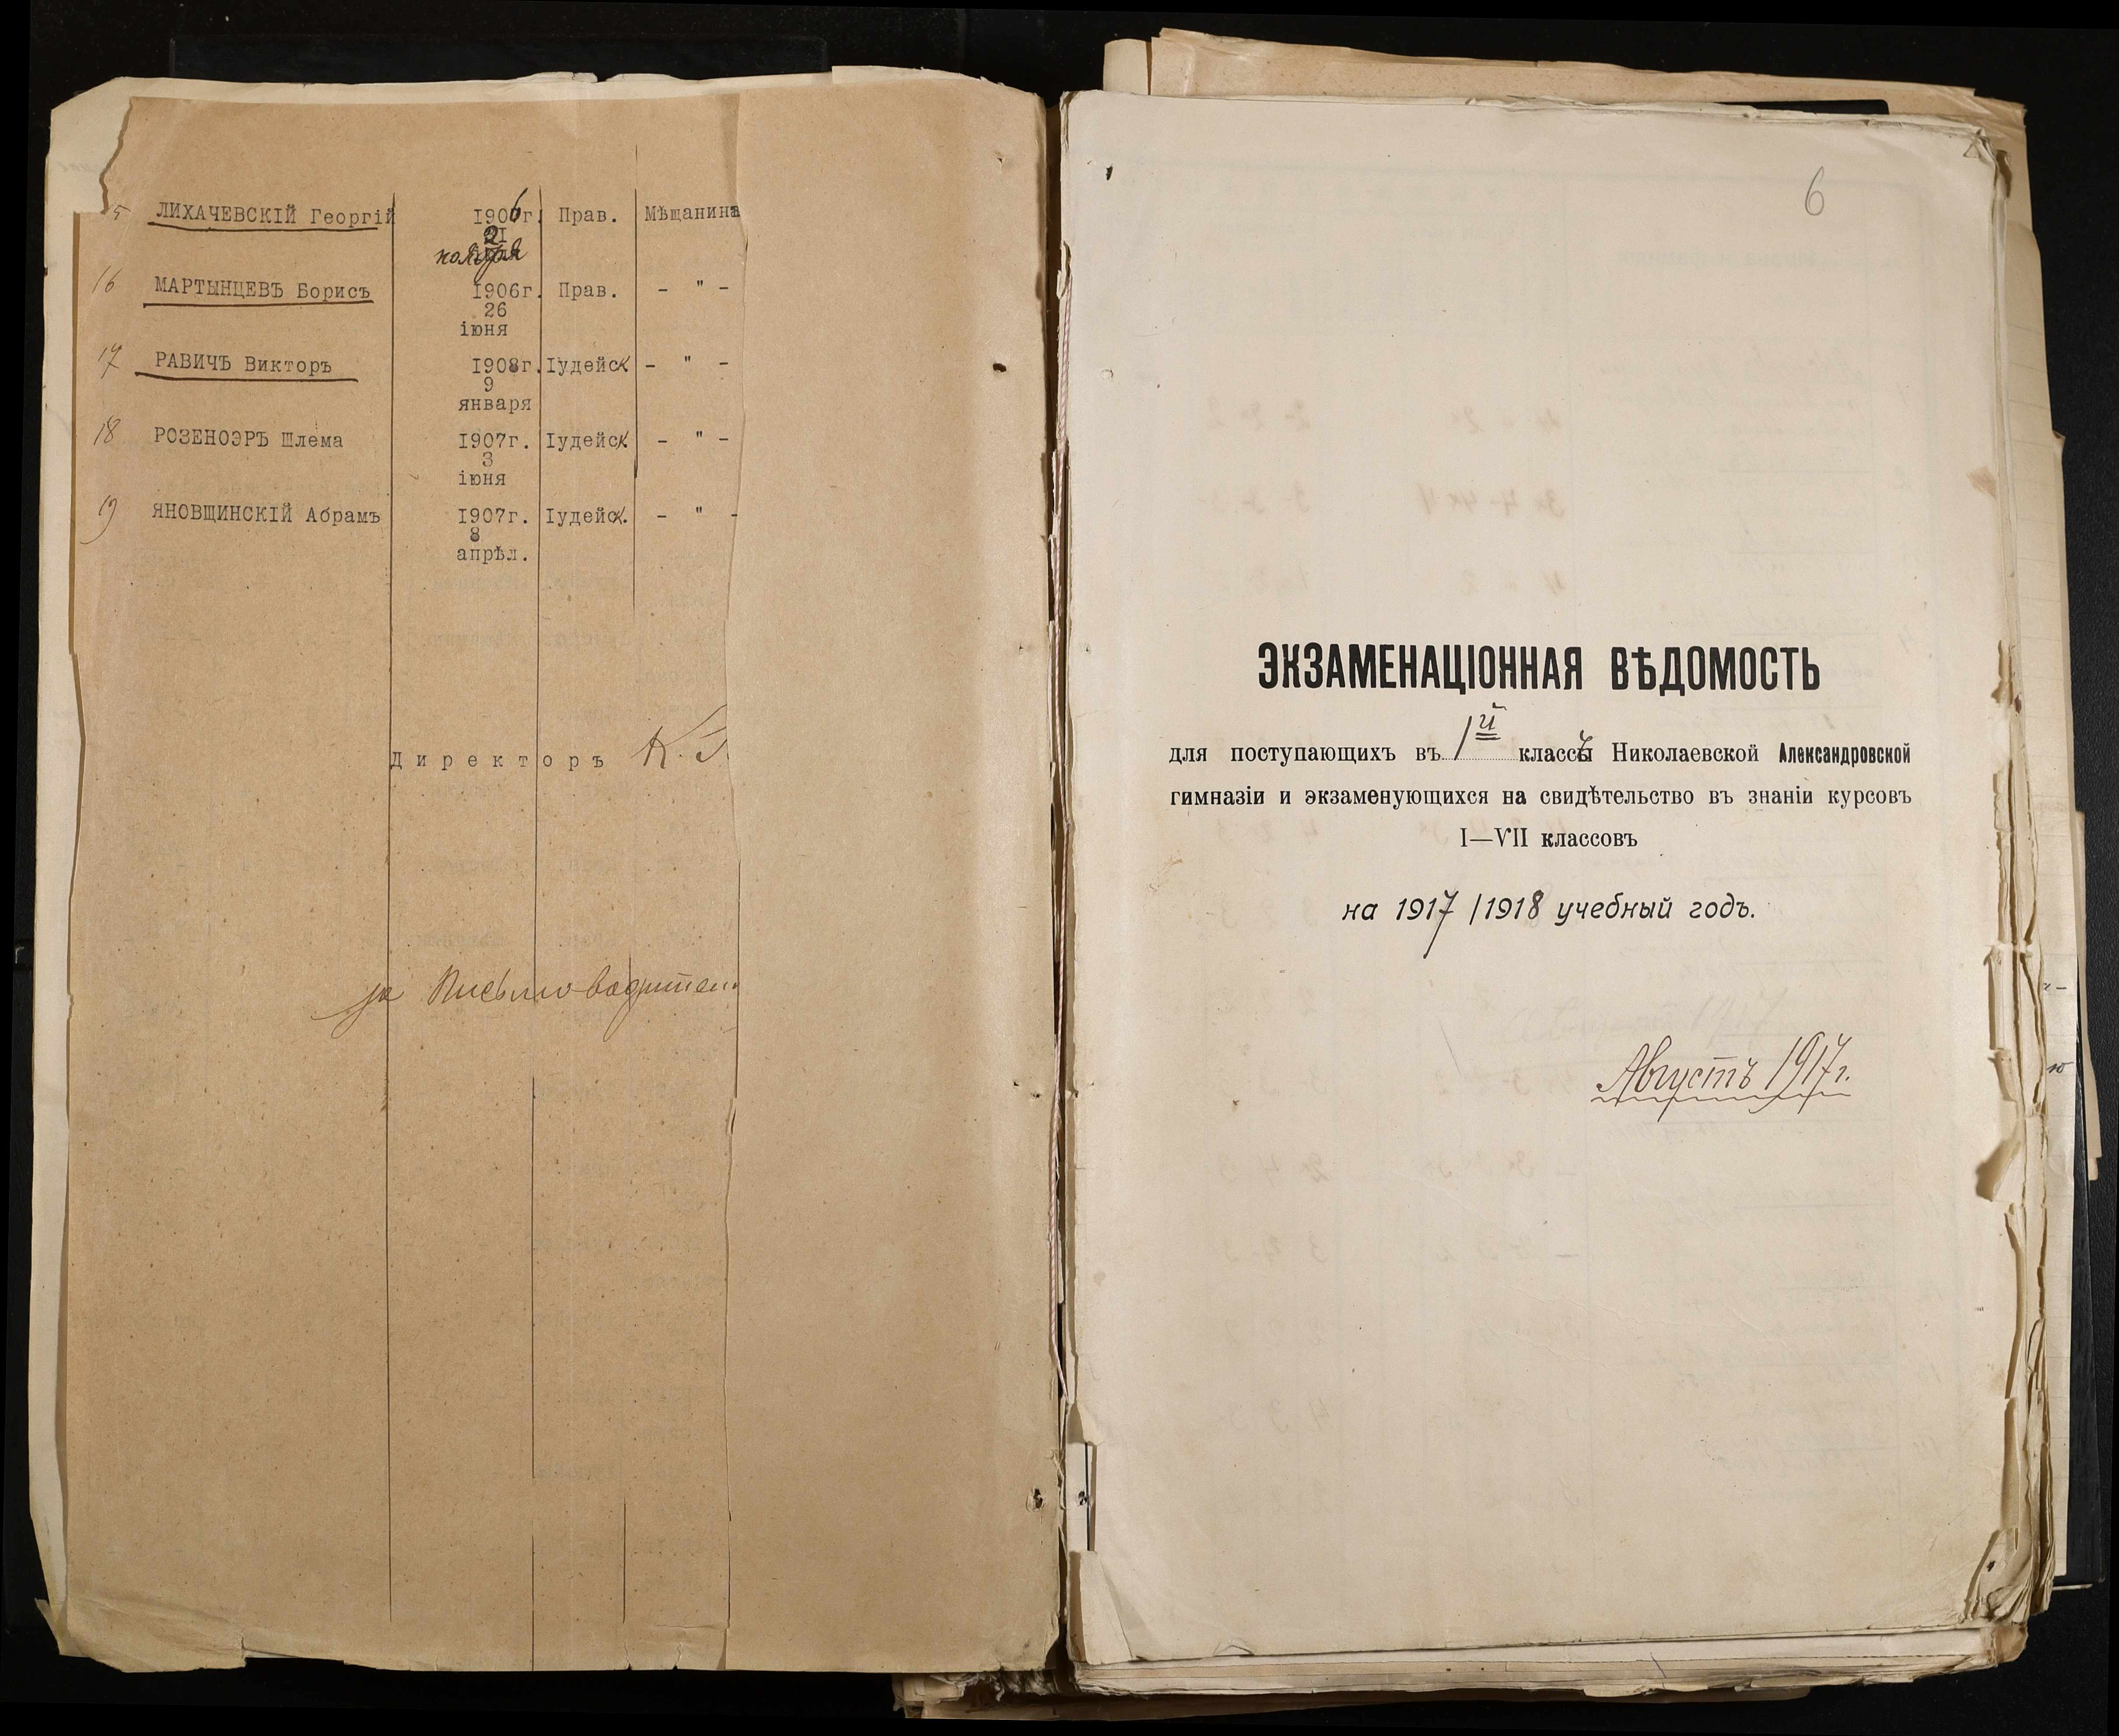 15 ЛИХАЧЕВСКІЙ Георгій 1906г. Прав. Мѣщанина
21
ноября
16 МАРТЫНЦЕВЪ Борисъ 1906г. Прав. - " -
26
іюня
17 РАВИЧЪ Викторъ 1908г. Іудейск - " -
9
января
18 РОЗЕНОЭРЪ Шлема 1907г. Іудейск - " -
3
іюня
19 ЯНОВЩИНСКІЙ Абрамъ 1907г. Іудейск. - " -
8
апрѣл.
Директоръ К.
за Письмоводител
6
ЭКЗАМЕНАЦІОННАЯ ВѢДОМОСТЬ
для поступающихъ въ 1й классъ Николаевской Александровской
гимназіи и экзаменующихся на свидѣтельство въ знаніи курсовъ
I—VII классовъ
на 1917/1918 учебный годъ.
Августъ 1917г.